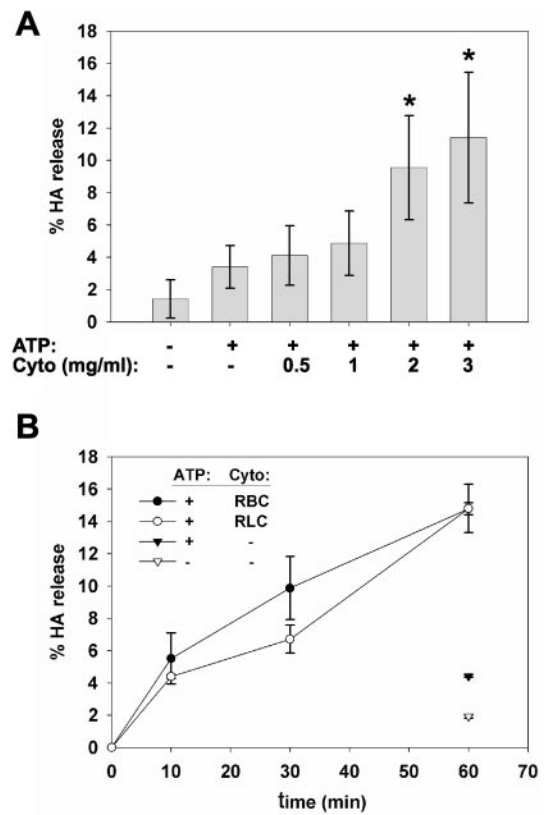 A
18
16
14
12
10
8
6
4
2
0
% HA release
* *
ATP: - + + + + +
Cyto (mg/ml): - - 0.5 1 2 3
B
18
16
14
12
10
8
6
4
2
0
% HA release
ATP: Cyto:
+ RBC
+ RLC
+ -
- -
0 10 20 30 40 50 60 70
time (min)